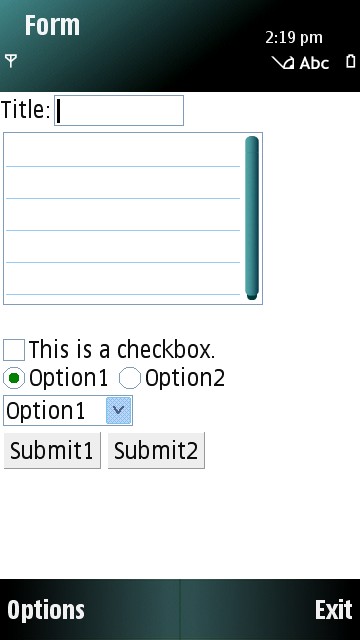 Form
2:19 pm
Abc
Title:
This is a checkbox.
Option1 Option2
Option1
Submit1 Submit2
Options Exit